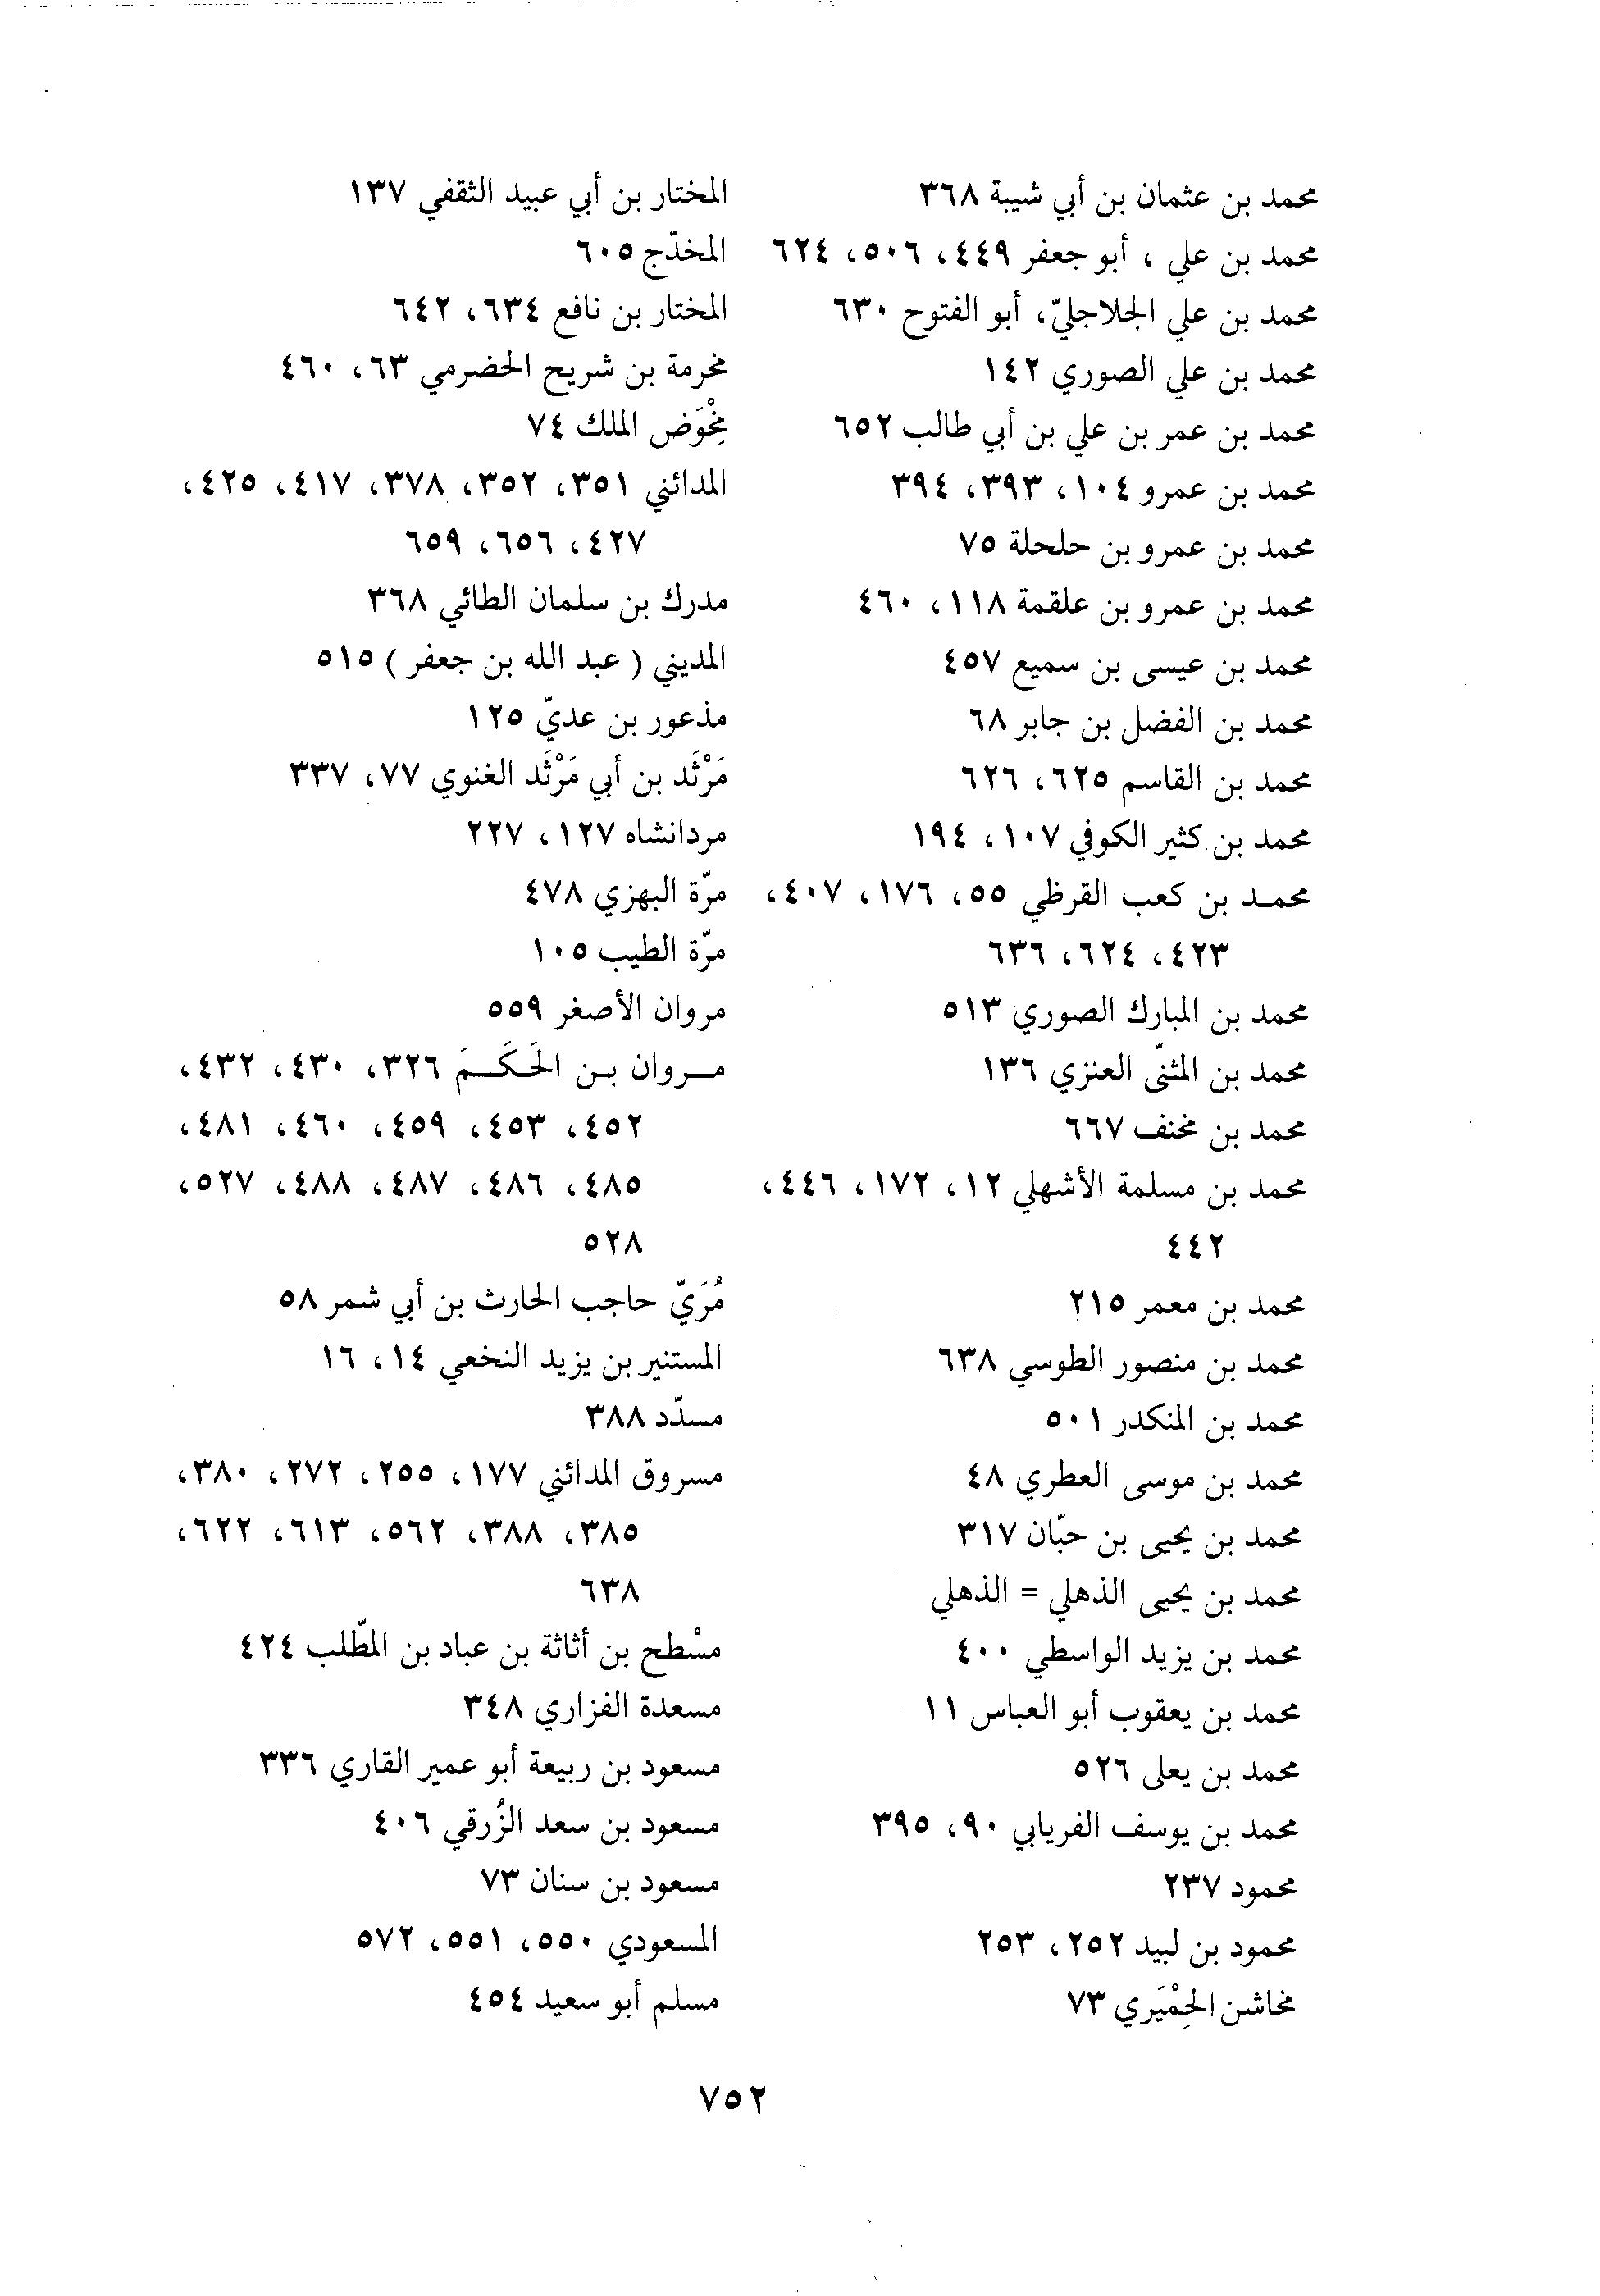 محمد بن عثمان بن أبي شيبة ٣٦٨
محمد بن علي ، أبو جعفر ٤٤٩، ٥٠٦، ٦٢٤
محمد بن علي الجلاجليّ، أبو الفتوح ٦٣٠
محمد بن علي الصوري ١٤٢
محمد بن عمر بن علي بن أبي طالب ٦٥٢
محمد بن عمرو ١٠٤، ٣٩٣، ٣٩٤
محمد بن عمرو بن حلحلة ٧٥
محمد بن عمرو بن علقمة ١١٨، ٤٦٠
محمد بن عيسى بن سميع ٤٥٧
محمد بن الفضل بن جابر ٦٨
محمد بن القاسم ٦٢٥، ٦٢٦
محمد بن كثير الكوفي ١٠٧، ١٩٤
محمد بن كعب القرظي ٥٥، ١٧٦، ٤٠٧،
٤٢٣، ٦٢٤، ٦٣٦
محمد بن المبارك الصوري ٥١٣
محمد بن المثنّى العنزي ١٣٦
محمد بن مخنف ٦٦٧
محمد بن مسلمة الأشهلي ١٢، ١٧٢، ٤٤٦،
٤٤٢
محمد بن معمر ٢١٥
محمد بن منصور الطوسي ٦٣٨
محمد بن المنكدر ٥٠١
محمد بن موسى العطري ٤٨
محمد بن يحيى بن حبّان ٣١٧
محمد بن يحيى الذهلي = الذهلي
محمد بن يزيد الواسطي ٤٠٠
محمد بن يعقوب أبو العباس ١١
محمد بن يعلى ٥٢٦
محمد بن يوسف الفريابي ٩٠، ٣٩٥
محمود ٢٣٧
محمود بن لبيد ٢٥٢، ٢٥٣
مخاشن الحِمْيَري ٧٣
المختار بن أبي عبيد الثقفي ١٣٧
المخدّج ٦٠٥
المختار بن نافع ٦٣٤، ٦٤٢
مخرمة بن شريح الحضرمي ٦٣، ٤٦٠
مِخْوَض الملك ٧٤
المدائني ٣٥١، ٣٥٢، ٣٧٨، ٤١٧، ٤٢٥،
٤٢٧، ٦٥٦، ٦٥٩
مدرك بن سلمان الطائي ٣٦٨
المديني ( عبد الله بن جعفر ) ٥١٥
مذعور بن عديّ ١٢٥
مَرْثَد بن أبي مَرْثَد الغنوي ٧٧، ٣٣٧
مردانشاه ١٢٧، ٢٢٧
مرّة البهزي ٤٧٨
مرّة الطيب ١٠٥
مروان الأصغر ٥٥٩
مــروان بــن الحَـكَــمَ ٣٢٦، ٤٣٠، ٤٣٢،
٤٥٢، ٤٥٣، ٤٥٩، ٤٦٠، ٤٨١،
٤٨٥، ٤٨٦، ٤٨٧، ٤٨٨، ٥٢٧،
٥٢٨
مُرَيّ حاجب الحارث بن أبي شمر ٥٨
المستنير بن يزيد النخعي ١٤، ١٦
مسدّد ٣٨٨
مسروق المدائني ١٧٧، ٢٥٥، ٢٧٢، ٣٨٠،
٣٨٥، ٣٨٨، ٥٦٢، ٦١٣، ٦٢٢،
٦٣٨
مسْطح بن أثاثة بن عباد بن المطّلب ٤٢٤
مسعدة الفزاري ٣٤٨
مسعود بن ربيعة أبو عمير القاري ٣٣٦
مسعود بن سعد الزُرقي ٤٠٦
مسعود بن سنان ٧٣
المسعودي ٥٥٠، ٥٥١، ٥٧٢
مسلم أبو سعيد ٤٥٤
٧٥٢